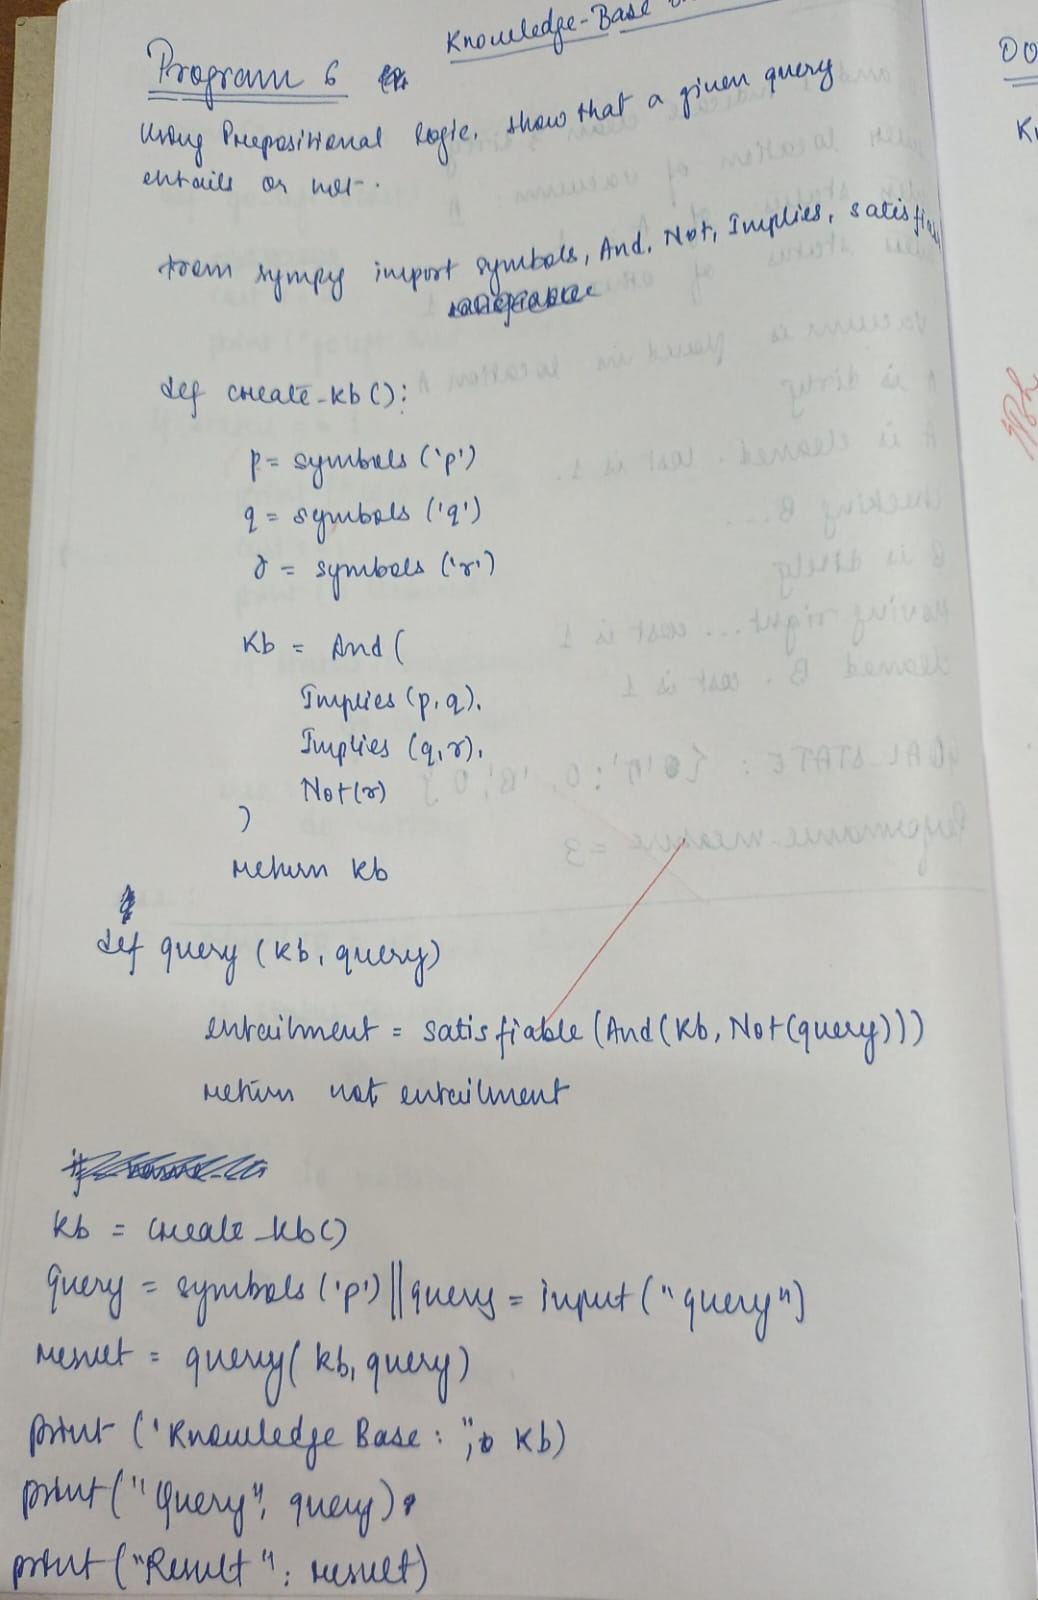 Knowledge-Base
Program 6
Using Prepositional logic, show that a given query
entails or not.
from sympy import symbols, And, Not, Implies, satisfiable
def create_kb():
p = symbols ('p')
q = symbols ('q')
r = symbols ('r')
Kb = And (
Implies (p, q),
Implies (q, r),
Not (r)
)
return kb
def query (kb, query)
entailment = satisfiable (And (kb, Not (query)))
return not entailment
kb = create_kb()
query = symbols ('p') || query = input ("query")
result = query( kb, query)
print ('Knowledge Base : ", kb)
print ("Query", query)
print ("Result" : result)